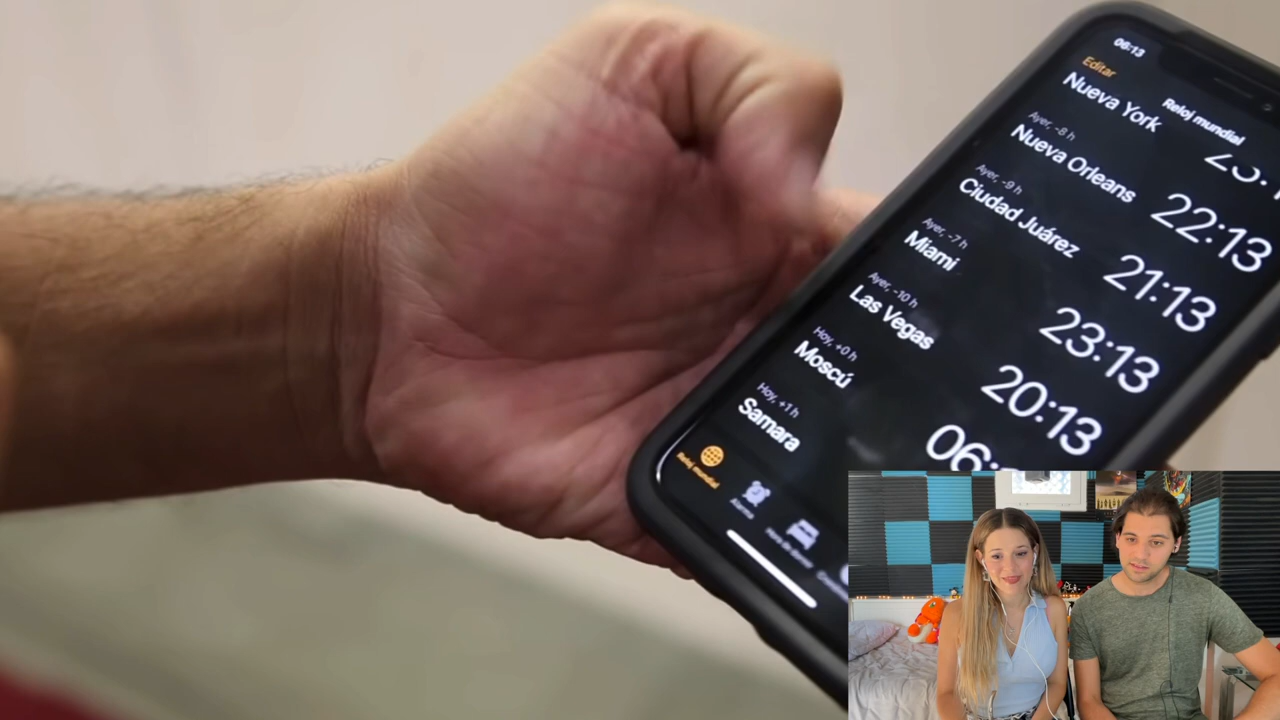 06:13
Editar
Reloj mundial
Nueva York
Ayer, -8 h
Nueva Orleans
22:13
Ayer, -9 h
Ciudad Juárez
21:13
Ayer, -7 h
Miami
23:13
Ayer, -10 h
Las Vegas
20:13
Hoy, +0 h
Moscú
Hoy, +1 h
Samara
Reloj mundial
Alarma